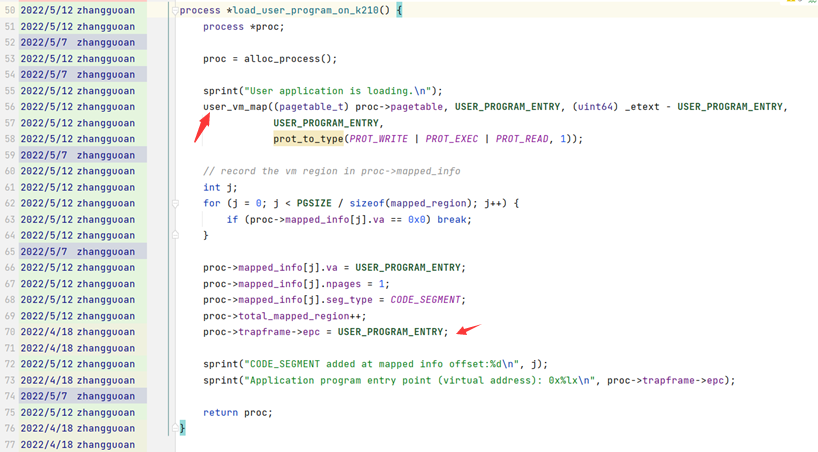 50 2022/5/12 zhangguoan process *load_user_program_on_k210() {
51 2022/5/12 zhangguoan process *proc;
52 2022/5/7 zhangguoan
53 2022/5/12 zhangguoan proc = alloc_process();
54 2022/5/7 zhangguoan
55 2022/5/12 zhangguoan sprint("User application is loading.\n");
56 2022/5/12 zhangguoan user_vm_map((pagetable_t) proc->pagetable, USER_PROGRAM_ENTRY, (uint64) _etext - USER_PROGRAM_ENTRY,
57 2022/5/12 zhangguoan USER_PROGRAM_ENTRY,
58 2022/5/12 zhangguoan prot_to_type(PROT_WRITE | PROT_EXEC | PROT_READ, 1));
59 2022/5/7 zhangguoan
60 2022/5/12 zhangguoan // record the vm region in proc->mapped_info
61 2022/5/12 zhangguoan int j;
62 2022/5/12 zhangguoan for (j = 0; j < PGSIZE / sizeof(mapped_region); j++) {
63 2022/5/12 zhangguoan if (proc->mapped_info[j].va == 0x0) break;
64 2022/5/12 zhangguoan }
65 2022/5/7 zhangguoan
66 2022/5/12 zhangguoan proc->mapped_info[j].va = USER_PROGRAM_ENTRY;
67 2022/5/12 zhangguoan proc->mapped_info[j].npages = 1;
68 2022/5/12 zhangguoan proc->mapped_info[j].seg_type = CODE_SEGMENT;
69 2022/5/12 zhangguoan proc->total_mapped_region++;
70 2022/4/18 zhangguoan proc->trapframe->epc = USER_PROGRAM_ENTRY;
71 2022/4/18 zhangguoan
72 2022/5/12 zhangguoan sprint("CODE_SEGMENT added at mapped info offset:%d\n", j);
73 2022/4/18 zhangguoan sprint("Application program entry point (virtual address): 0x%lx\n", proc->trapframe->epc);
74 2022/5/7 zhangguoan
75 2022/5/12 zhangguoan return proc;
76 2022/4/18 zhangguoan }
77 2022/4/18 zhangguoan